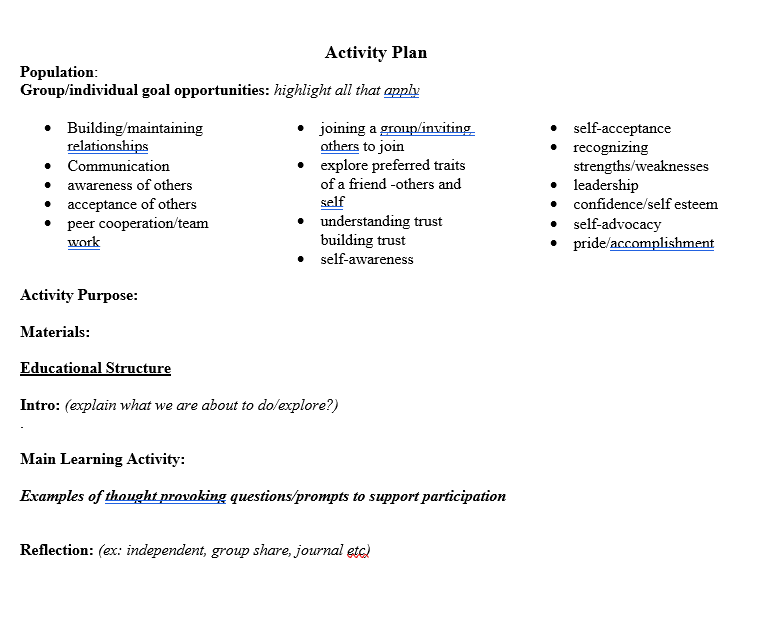 Activity Plan
Population:
Group/individual goal opportunities: highlight all that apply
• Building/maintaining
relationships
• Communication
• awareness of others
• acceptance of others
• peer cooperation/team
work
• joining a group/inviting
others to join
• explore preferred traits
of a friend -others and
self
• understanding trust
building trust
• self-awareness
• self-acceptance
• recognizing
strengths/weaknesses
• leadership
• confidence/self esteem
• self-advocacy
• pride/accomplishment
Activity Purpose:
Materials:
Educational Structure
Intro: (explain what we are about to do/explore?)
.
Main Learning Activity:
Examples of thought provoking questions/prompts to support participation
Reflection: (ex: independent, group share, journal etc)